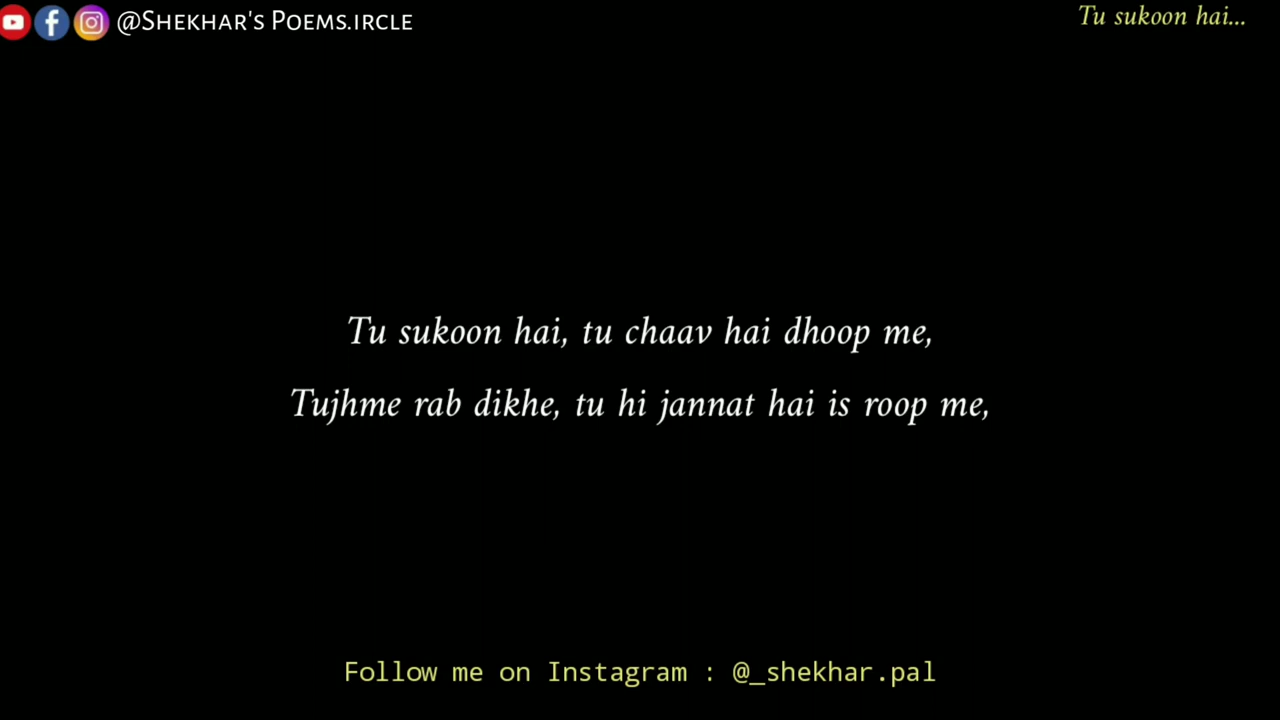 @Shekhar's Poems.ircle
Tu sukoon hai...
Tu sukoon hai, tu chaav hai dhoop me,
Tujhme rab dikhe, tu hi jannat hai is roop me,
Follow me on Instagram : @_shekhar.pal